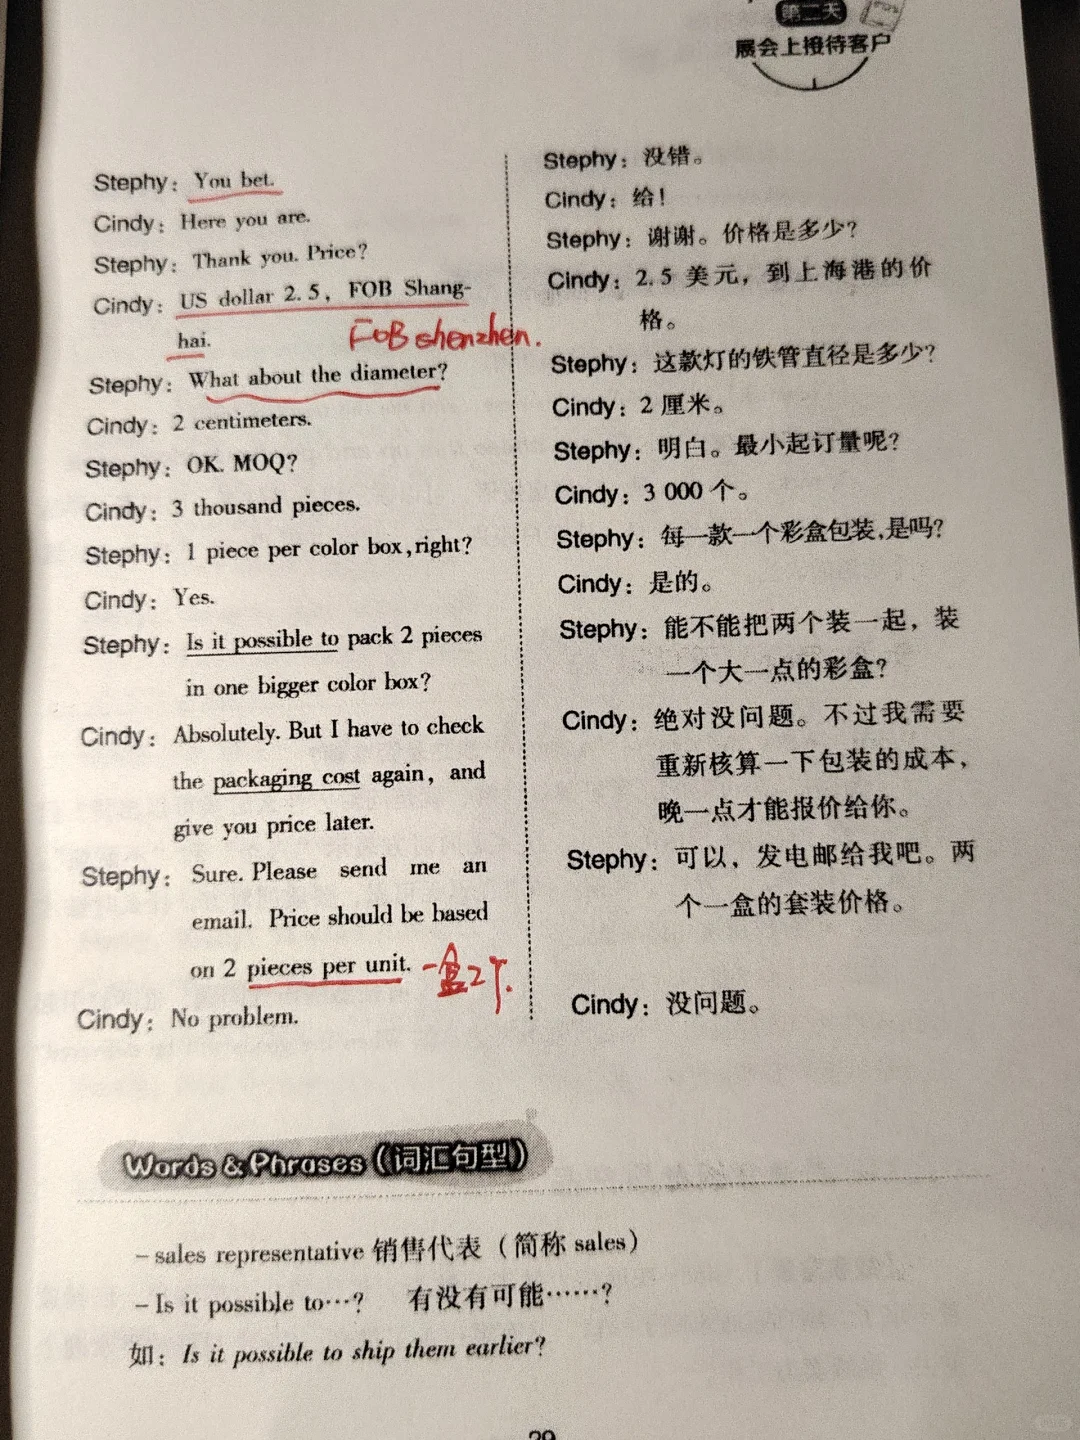 第二天
展会上接待客户
Stephy: You bet.
Cindy: Here you are.
Stephy: Thank you. Price?
Cindy: US dollar 2.5, FOB Shang-
hai.
FOB shenzhen.
Stephy: What about the diameter?
Cindy: 2 centimeters.
Stephy: OK. MOQ?
Cindy: 3 thousand pieces.
Stephy: 1 piece per color box, right?
Cindy: Yes.
Stephy: Is it possible to pack 2 pieces
in one bigger color box?
Cindy: Absolutely. But I have to check
the packaging cost again, and
give you price later.
Stephy: Sure. Please send me an
email. Price should be based
on 2 pieces per unit.
一盒2个.
Cindy: No problem.
Stephy: 没错。
Cindy: 给!
Stephy: 谢谢。价格是多少?
Cindy: 2.5 美元，到上海港的价
格。
Stephy: 这款灯的铁管直径是多少?
Cindy: 2 厘米。
Stephy: 明白。最小起订量呢?
Cindy: 3 000 个。
Stephy: 每一款一个彩盒包装,是吗?
Cindy: 是的。
Stephy: 能不能把两个装一起，装
一个大一点的彩盒?
Cindy: 绝对没问题。不过我需要
重新核算一下包装的成本，
晚一点才能报价给你。
Stephy: 可以，发电邮给我吧。两
个一盒的套装价格。
Cindy: 没问题。
Words & Phrases (词汇句型)
– sales representative 销售代表（简称 sales）
– Is it possible to…? 有没有可能……?
如: Is it possible to ship them earlier?
29